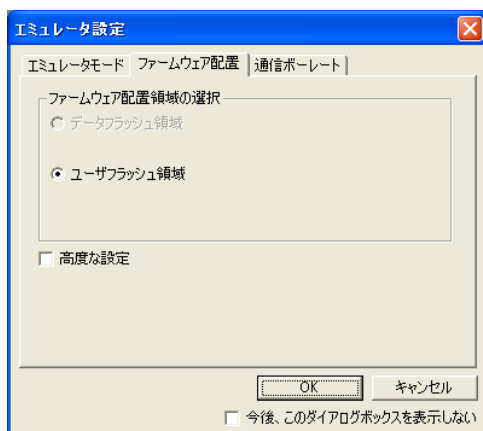 エミュレータ設定
エミュレータモード ファームウェア配置 通信ボーレート
ファームウェア配置領域の選択
データフラッシュ領域
ユーザフラッシュ領域
高度な設定
OK キャンセル
今後、このダイアログボックスを表示しない